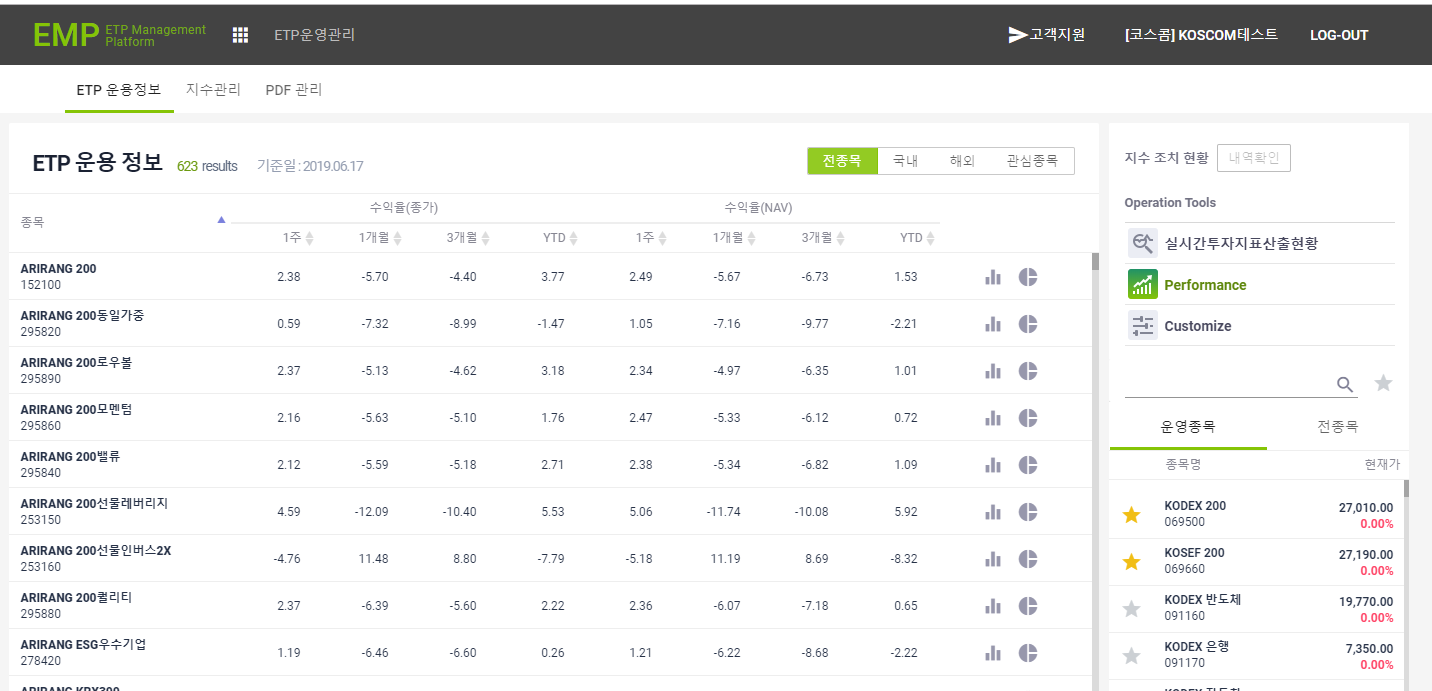 EMP ETP Management Platform ETP운영관리 고객지원 [코스콤] KOSCOM테스트 LOG-OUT
ETP 운용정보 지수관리 PDF 관리
ETP 운용 정보 623 results 기준일 : 2019.06.17 전종목 국내 해외 관심종목
종목 수익율(종가) 수익율(NAV)
1주 1개월 3개월 YTD 1주 1개월 3개월 YTD
ARIRANG 200
152100 2.38 -5.70 -4.40 3.77 2.49 -5.67 -6.73 1.53
ARIRANG 200동일가중
295820 0.59 -7.32 -8.99 -1.47 1.05 -7.16 -9.77 -2.21
ARIRANG 200로우볼
295890 2.37 -5.13 -4.62 3.18 2.34 -4.97 -6.35 1.01
ARIRANG 200모멘텀
295860 2.16 -5.63 -5.10 1.76 2.47 -5.33 -6.12 0.72
ARIRANG 200밸류
295840 2.12 -5.59 -5.18 2.71 2.38 -5.34 -6.82 1.09
ARIRANG 200선물레버리지
253150 4.59 -12.09 -10.40 5.53 5.06 -11.74 -10.08 5.92
ARIRANG 200선물인버스2X
253160 -4.76 11.48 8.80 -7.79 -5.18 11.19 8.69 -8.32
ARIRANG 200퀄리티
295880 2.37 -6.39 -5.60 2.22 2.36 -6.07 -7.18 0.65
ARIRANG ESG우수기업
278420 1.19 -6.46 -6.60 0.26 1.21 -6.22 -8.68 -2.22
ARIRANG KRX300
지수 조치 현황 내역확인
Operation Tools
실시간투자지표산출현황
Performance
Customize
운영종목 전종목
종목명 현재가
KODEX 200 27,010.00
069500 0.00%
KOSEF 200 27,190.00
069660 0.00%
KODEX 반도체 19,770.00
091160 0.00%
KODEX 은행 7,350.00
091170 0.00%